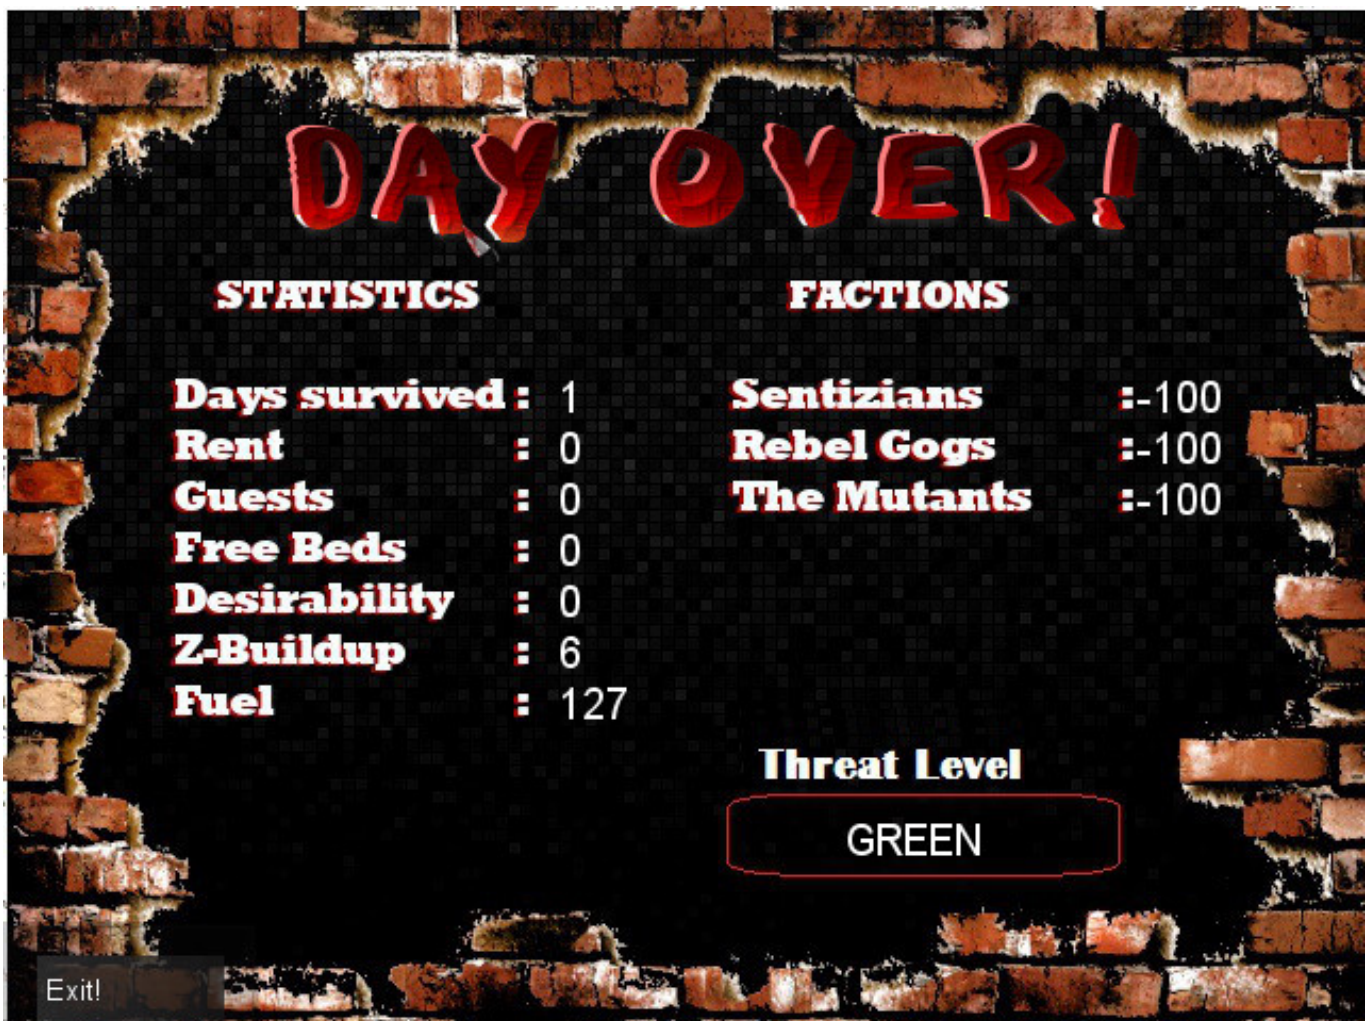 DAY OVER!
STATISTICS
Days survived : 1
Rent : 0
Guests : 0
Free Beds : 0
Desirability : 0
Z-Buildup : 6
Fuel : 127
FACTIONS
Sentizians :-100
Rebel Gogs :-100
The Mutants :-100
Threat Level
GREEN
Exit!